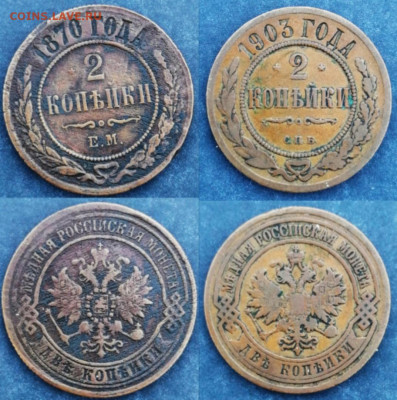 COINS.LAVE.RU
1870 ГОДА
2
КОПѢЙКИ
Е.М.
1903 ГОДА
2
КОПѢЙКИ
С.П.Б.
МѢДНАЯ РОССІЙСКАЯ МОНЕТА
ДВѢ КОПѢЙКИ
МѢДНАЯ РОССІЙСКАЯ МОНЕТА
ДВѢ КОПѢЙКИ